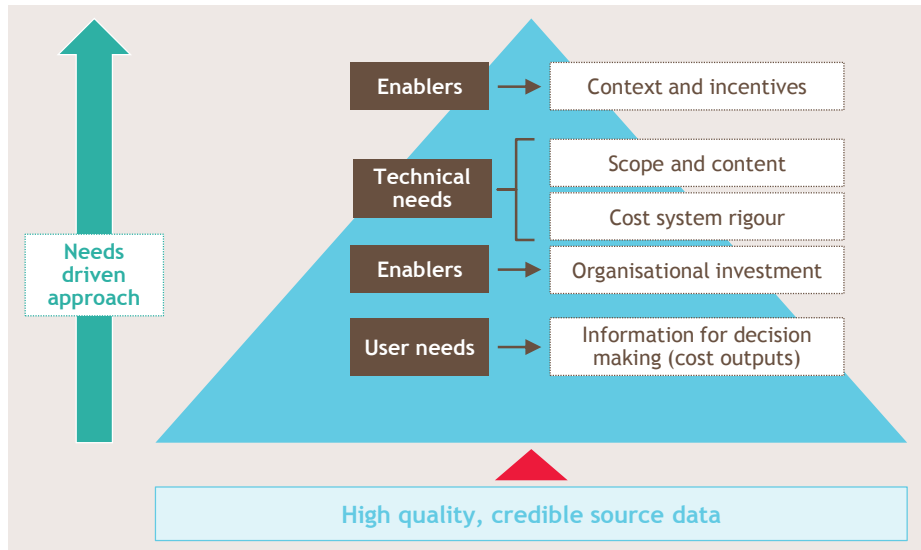 Enablers
Context and incentives
Technical
needs
Scope and content
Cost system rigour
Needs
driven
approach
Enablers
Organisational investment
User needs
Information for decision
making (cost outputs)
High quality, credible source data